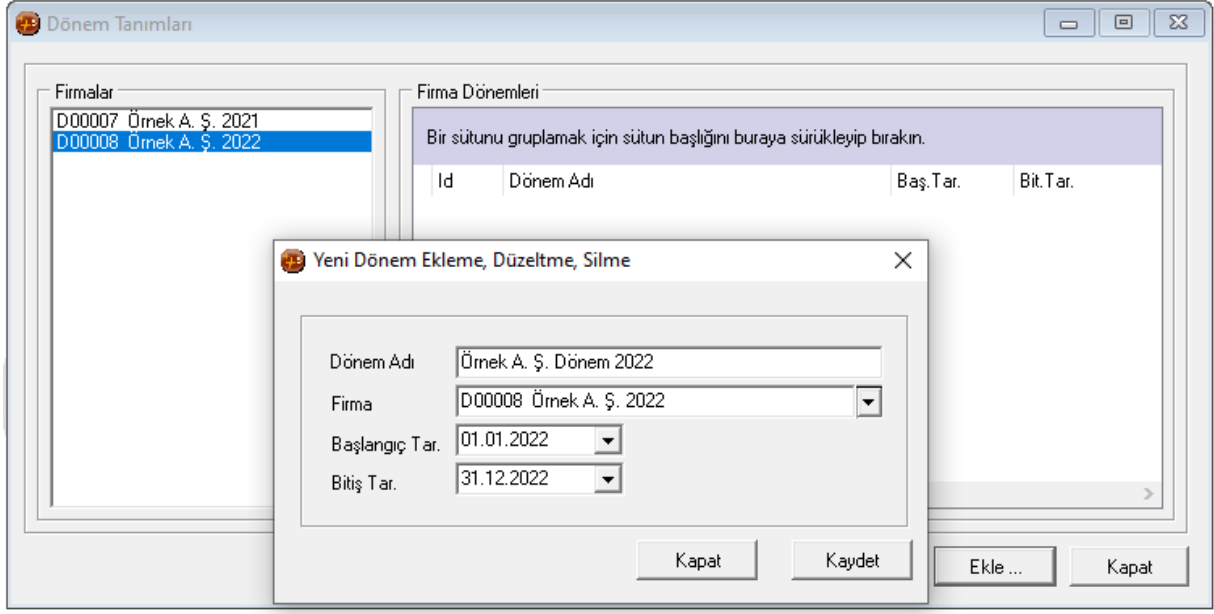 Dönem Tanımları
Firmalar
D00007 Örnek A. Ş. 2021
D00008 Örnek A. Ş. 2022
Firma Dönemleri
Bir sütunu gruplamak için sütun başlığını buraya sürükleyip bırakın.
Id Dönem Adı Baş.Tar. Bit.Tar.
Yeni Dönem Ekleme, Düzeltme, Silme
Dönem Adı Örnek A. Ş. Dönem 2022
Firma D00008 Örnek A. Ş. 2022
Başlangıç Tar. 01.01.2022
Bitiş Tar. 31.12.2022
Kapat Kaydet
Ekle ... Kapat